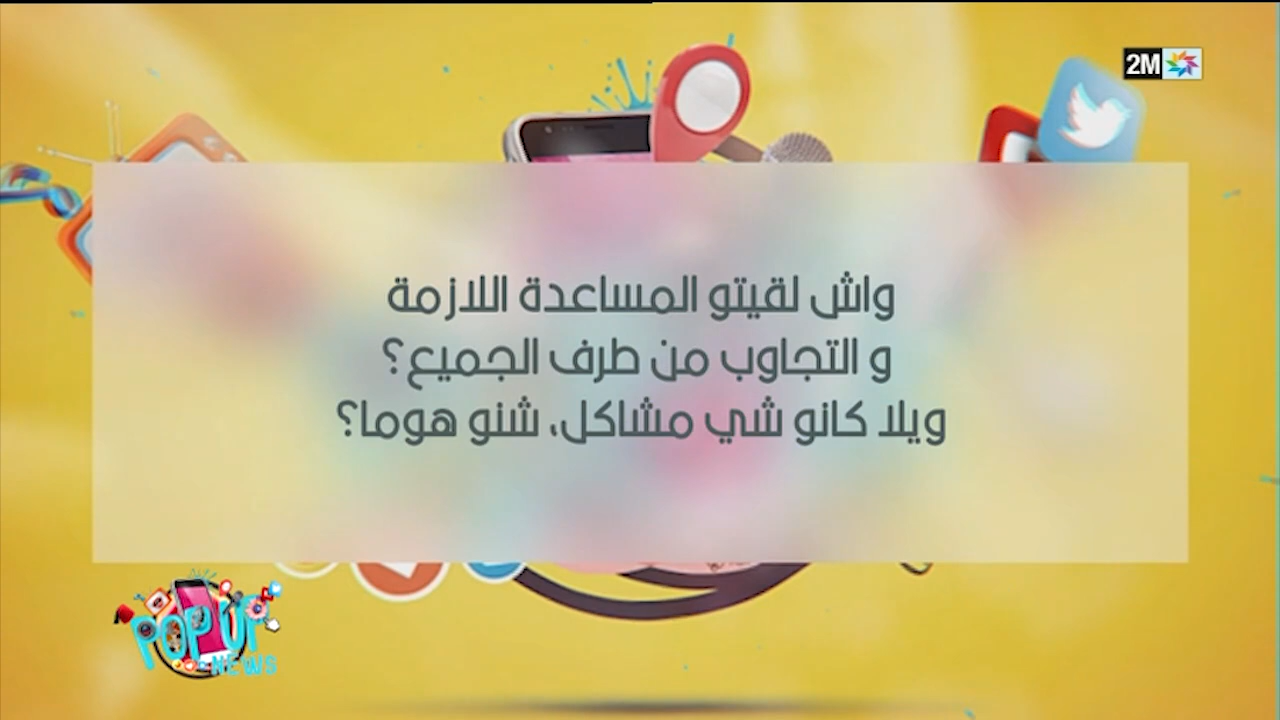 2M
واش لقيتو المساعدة اللازمة
و التجاوب من طرف الجميع؟
ويلا كانو شي مشاكل، شنو هوما؟
POP UP
NEWS